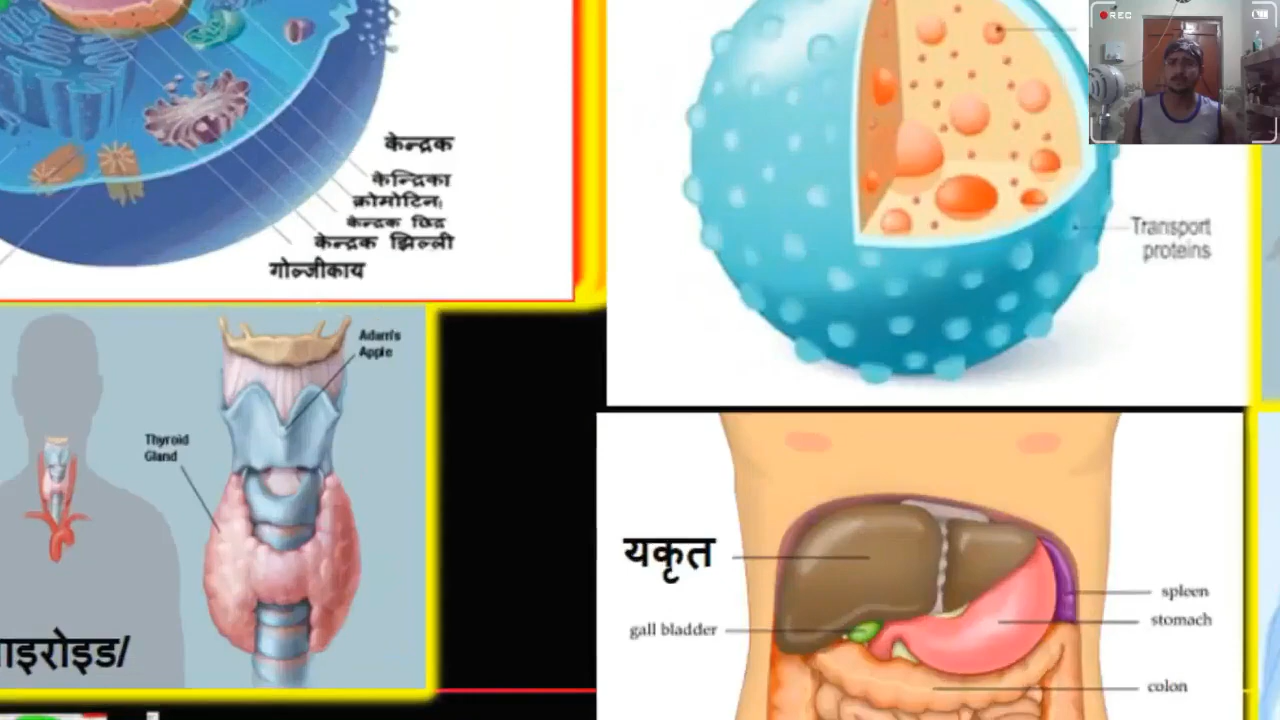 REC
केन्द्रक
केन्द्रिका
क्रोमोटिन
केन्द्रक छिद्र
केन्द्रक झिल्ली
गोल्जीकाय
Transport
proteins
Adam's
Apple
Thyroid
Gland
ाइरोइड/
यकृत
gall bladder
spleen
stomach
colon